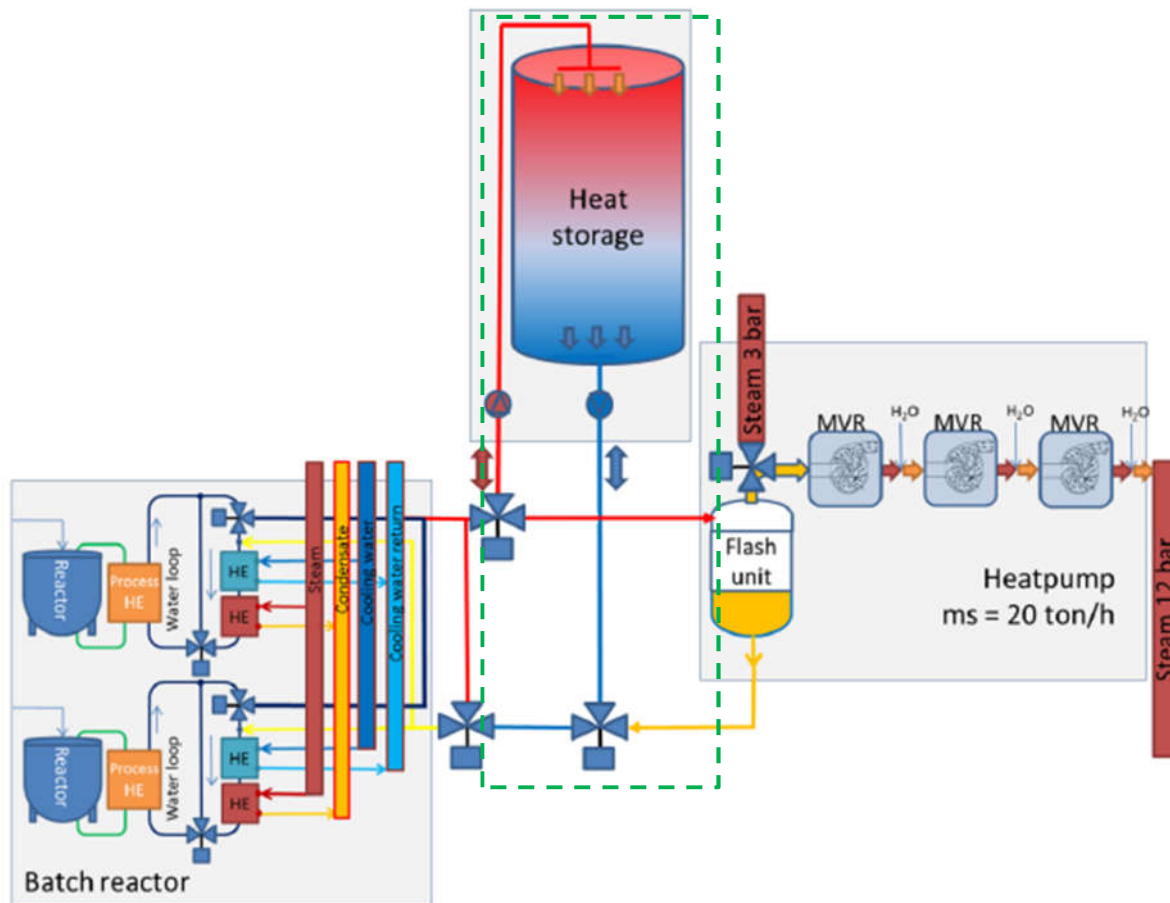 Heat
storage
Steam 3 bar
MVR
H₂O
MVR
H₂O
MVR
H₂O
Flash
unit
Heatpump
ms = 20 ton/h
Steam 12 bar
Reactor
Process
HE
Water loop
HE
HE
Steam
Condensate
Cooling water
Cooling water return
Reactor
Process
HE
Water loop
HE
HE
Batch reactor